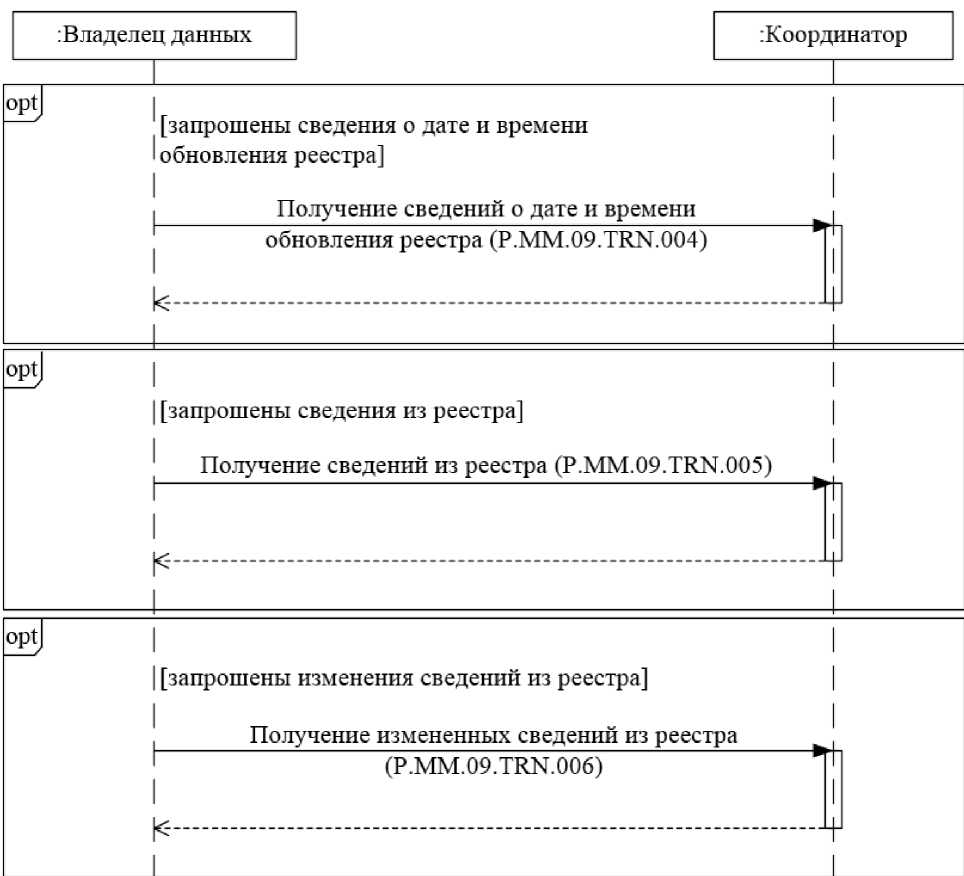 :Владелец данных
:Координатор
opt
[запрошены сведения о дате и времени
обновления реестра]
Получение сведений о дате и времени
обновления реестра (P.MM.09.TRN.004)
opt
[запрошены сведения из реестра]
Получение сведений из реестра (P.MM.09.TRN.005)
opt
[запрошены изменения сведений из реестра]
Получение измененных сведений из реестра
(P.MM.09.TRN.006)